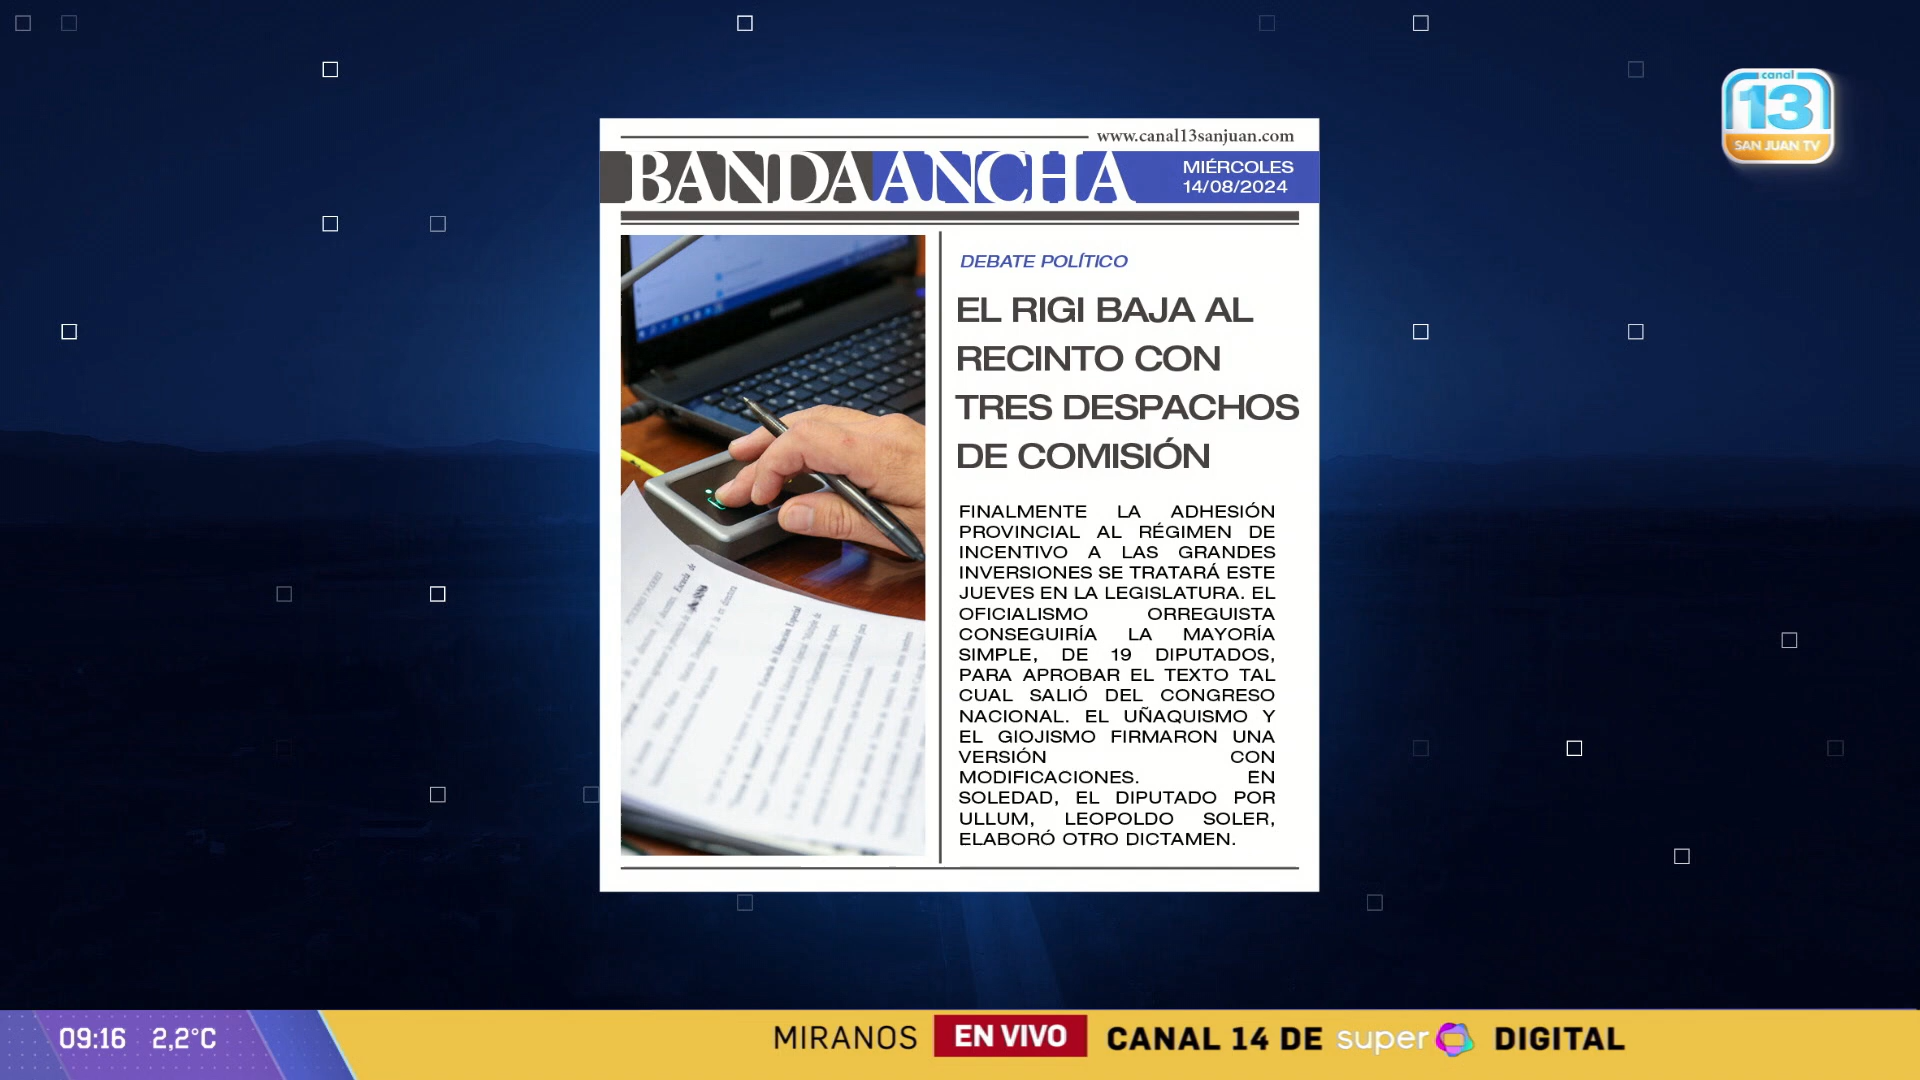 canal
13
SAN JUAN TV
www.canal13sanjuan.com
BANDAANCHA
MIÉRCOLES
14/08/2024
DEBATE POLÍTICO
EL RIGI BAJA AL
RECINTO CON
TRES DESPACHOS
DE COMISIÓN
FINALMENTE LA ADHESIÓN
PROVINCIAL AL RÉGIMEN DE
INCENTIVO A LAS GRANDES
INVERSIONES SE TRATARÁ ESTE
JUEVES EN LA LEGISLATURA. EL
OFICIALISMO ORREGUISTA
CONSEGUIRÍA LA MAYORÍA
SIMPLE, DE 19 DIPUTADOS,
PARA APROBAR EL TEXTO TAL
CUAL SALIÓ DEL CONGRESO
NACIONAL. EL UÑAQUISMO Y
EL GIOJISMO FIRMARON UNA
VERSIÓN CON
MODIFICACIONES. EN
SOLEDAD, EL DIPUTADO POR
ULLUM, LEOPOLDO SOLER,
ELABORÓ OTRO DICTAMEN.
09:16 2,2°C
MIRANOS EN VIVO CANAL 14 DE super DIGITAL